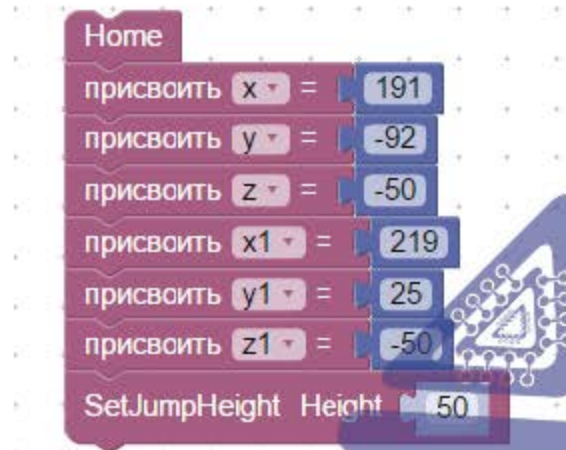 Home
присвоить x = 191
присвоить y = -92
присвоить z = -50
присвоить x1 = 219
присвоить y1 = 25
присвоить z1 = -50
SetJumpHeight Height 50